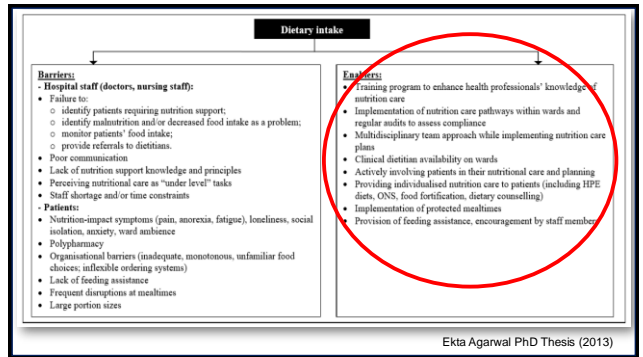 Dietary intake
Barriers:
- Hospital staff (doctors, nursing staff):
• Failure to:
o identify patients requiring nutrition support;
o identify malnutrition and/or decreased food intake as a problem;
o monitor patients' food intake;
o provide referrals to dietitians.
• Poor communication
• Lack of nutrition support knowledge and principles
• Perceiving nutritional care as "under level" tasks
• Staff shortage and/or time constraints
- Patients:
• Nutrition-impact symptoms (pain, anorexia, fatigue), loneliness, social
isolation, anxiety, ward ambience
• Polypharmacy
• Organisational barriers (inadequate, monotonous, unfamiliar food
choices; inflexible ordering systems)
• Lack of feeding assistance
• Frequent disruptions at mealtimes
• Large portion sizes
Enablers:
• Training program to enhance health professionals' knowledge of
nutrition care
• Implementation of nutrition care pathways within wards and
regular audits to assess compliance
• Multidisciplinary team approach while implementing nutrition care
plans
• Clinical dietitian availability on wards
• Actively involving patients in their nutritional care and planning
• Providing individualised nutrition care to patients (including HPE
diets, ONS, food fortification, dietary counselling)
• Implementation of protected mealtimes
• Provision of feeding assistance, encouragement by staff members
Ekta Agarwal PhD Thesis (2013)